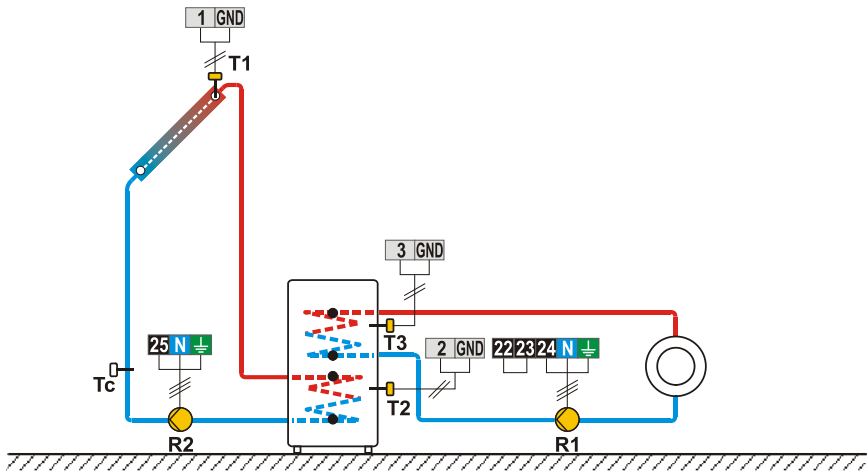 1 GND
T1
3 GND
T3
2 GND
T2
25 N
22 23 24 N
Tc
R2
R1